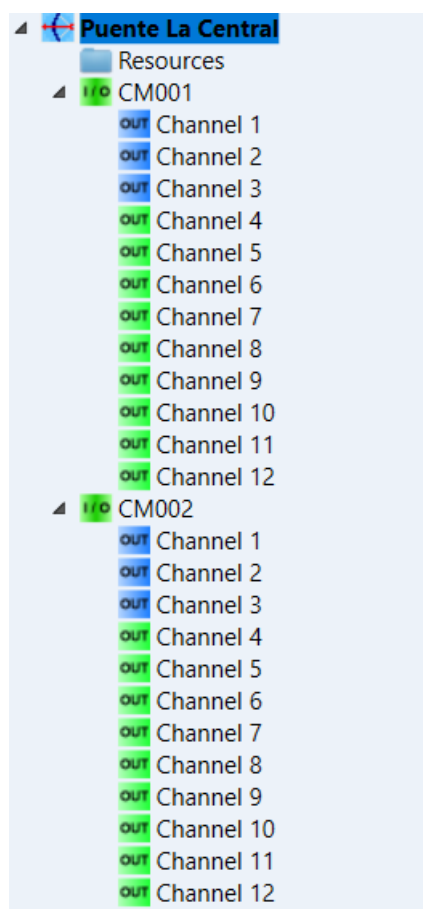 Puente La Central
Resources
I/O CM001
OUT Channel 1
OUT Channel 2
OUT Channel 3
OUT Channel 4
OUT Channel 5
OUT Channel 6
OUT Channel 7
OUT Channel 8
OUT Channel 9
OUT Channel 10
OUT Channel 11
OUT Channel 12
I/O CM002
OUT Channel 1
OUT Channel 2
OUT Channel 3
OUT Channel 4
OUT Channel 5
OUT Channel 6
OUT Channel 7
OUT Channel 8
OUT Channel 9
OUT Channel 10
OUT Channel 11
OUT Channel 12